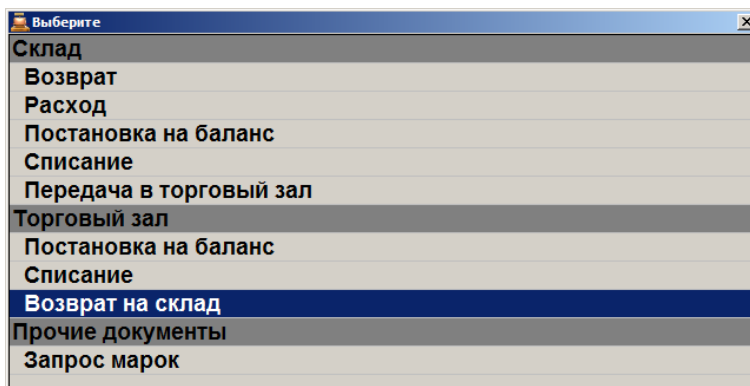 Выберите
Склад
Возврат
Расход
Постановка на баланс
Списание
Передача в торговый зал
Торговый зал
Постановка на баланс
Списание
Возврат на склад
Прочие документы
Запрос марок